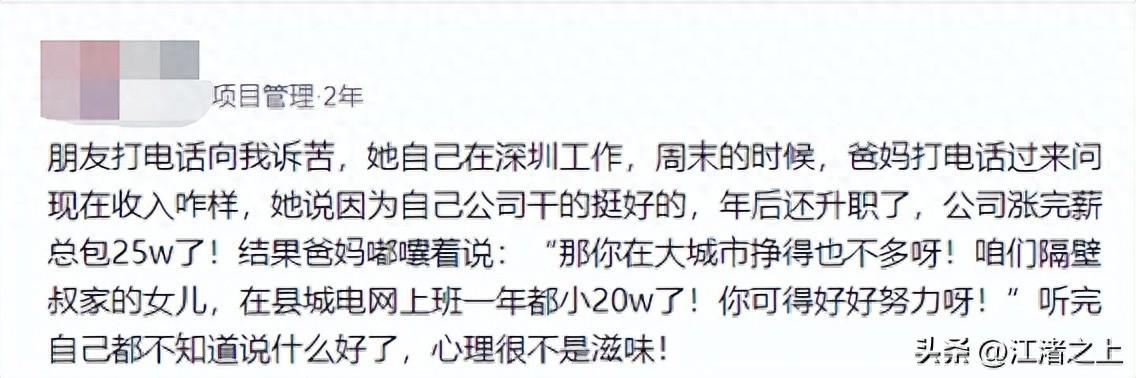 项目管理·2年
朋友打电话向我诉苦，她自己在深圳工作，周末的时候，爸妈打电话过来问
现在收入咋样，她说因为自己公司干的挺好的，年后还升职了，公司涨完薪
总包25w了！结果爸妈嘟囔着说：“那你在大城市挣得也不多呀！咱们隔壁
叔家的女儿，在县城电网上班一年都小20w了！你可得好好努力呀！”听完
自己都不知道说什么好了，心理很不是滋味！
头条 @江渚之上